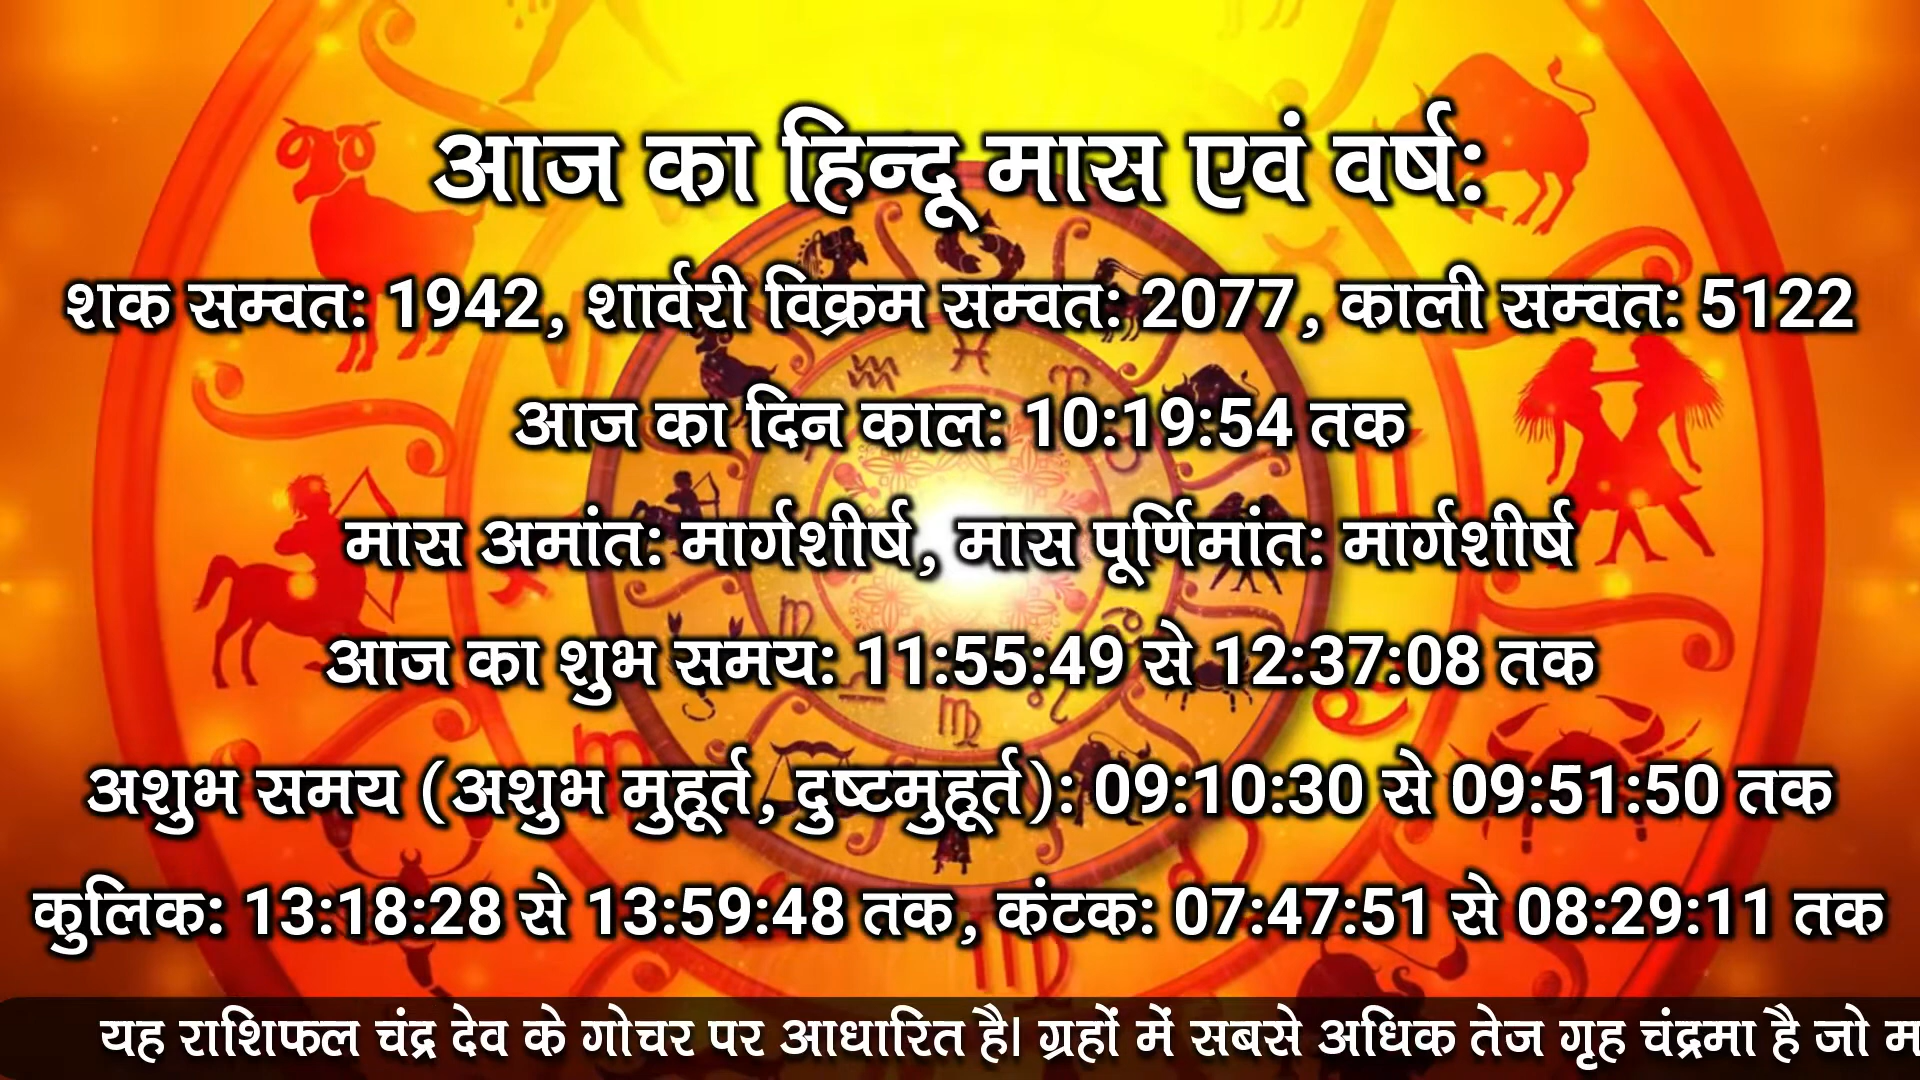 आज का हिन्दू मास एवं वर्ष:
शक सम्वत: 1942, शार्वरी विक्रम सम्वत: 2077, काली सम्वत: 5122
आज का दिन काल: 10:19:54 तक
मास अमांत: मार्गशीर्ष, मास पूर्णिमांत: मार्गशीर्ष
आज का शुभ समय: 11:55:49 से 12:37:08 तक
अशुभ समय (अशुभ मुहूर्त, दुष्टमुहूर्त): 09:10:30 से 09:51:50 तक
कुलिक: 13:18:28 से 13:59:48 तक, कंटक: 07:47:51 से 08:29:11 तक
यह राशिफल चंद्र देव के गोचर पर आधारित है। ग्रहों में सबसे अधिक तेज गृह चंद्रमा है जो म